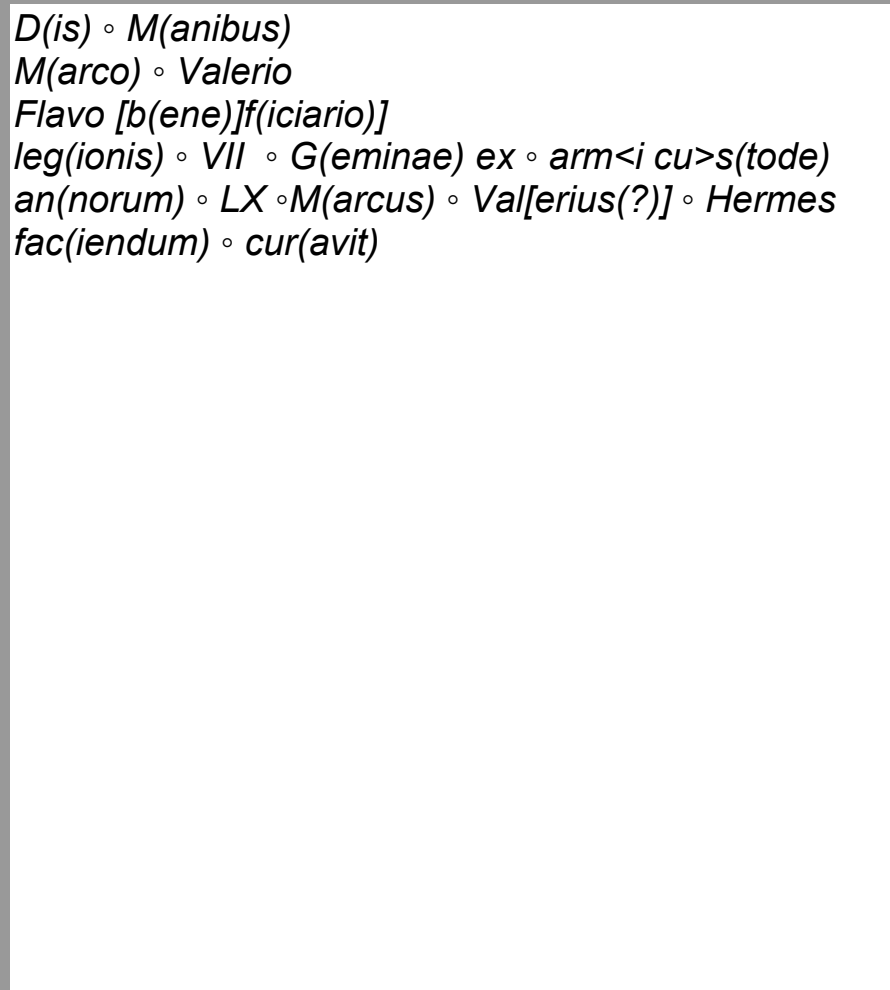 D(is) ◦ M(anibus)
M(arco) ◦ Valerio
Flavo [b(ene)]f(iciario)]
leg(ionis) ◦ VII ◦ G(eminae) ex ◦ arm<i cu>s(tode)
an(norum) ◦ LX ◦M(arcus) ◦ Val[erius(?)] ◦ Hermes
fac(iendum) ◦ cur(avit)